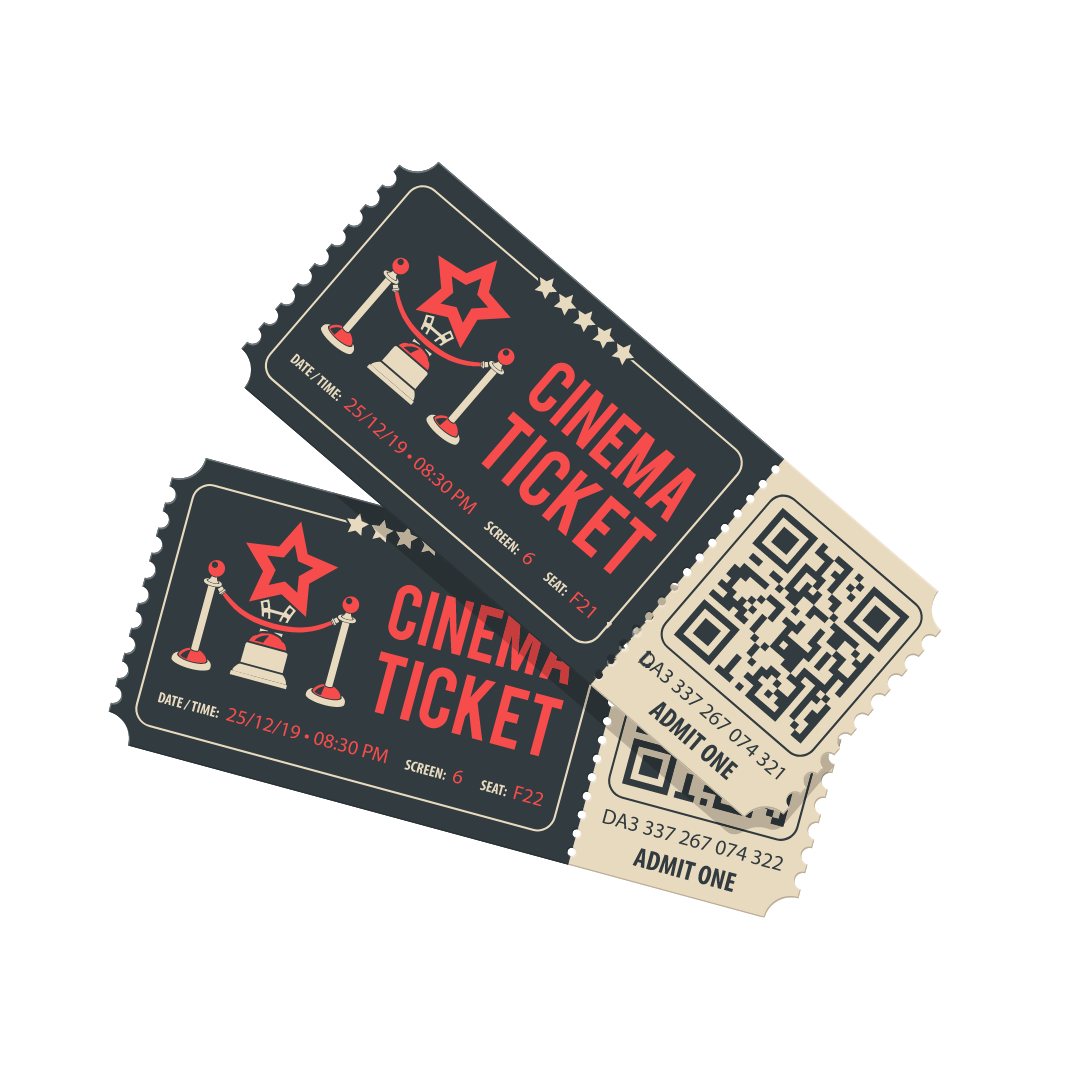 CINEMA
TICKET
DATE / TIME: 25/12/19 • 08:30 PM SCREEN: 6 SEAT: F21
DA3 337 267 074 321
ADMIT ONE
CINEMA
TICKET
DATE / TIME: 25/12/19 • 08:30 PM SCREEN: 6 SEAT: F22
DA3 337 267 074 322
ADMIT ONE